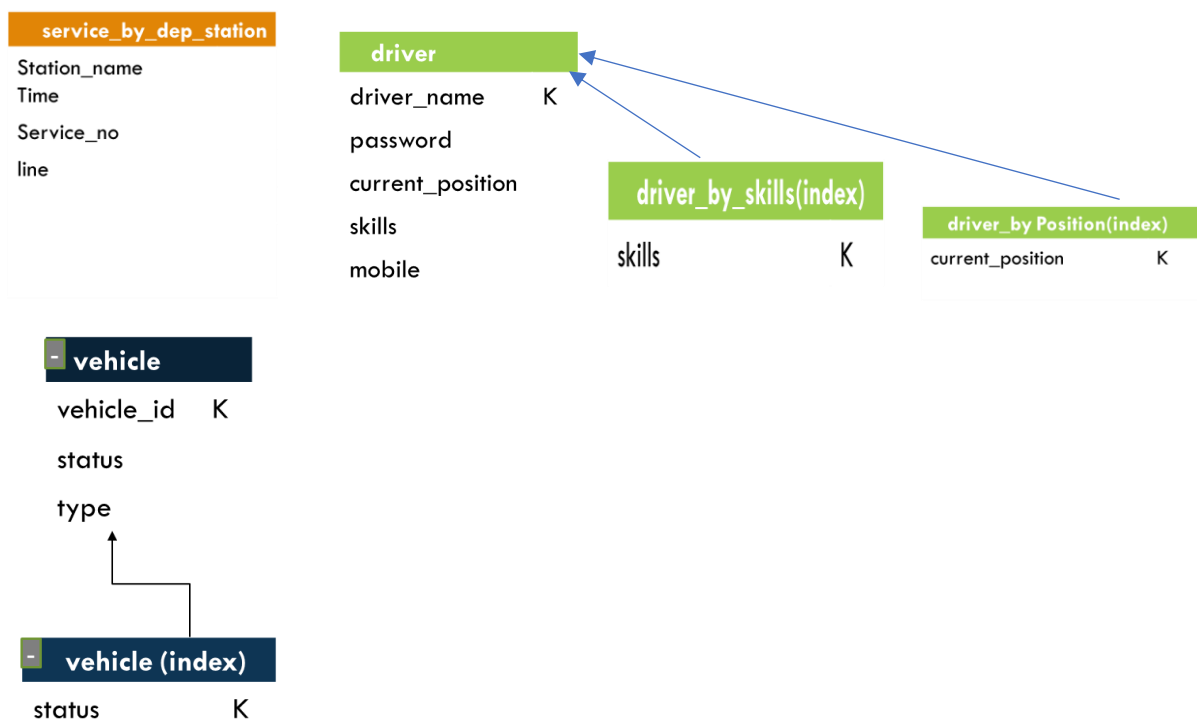 service_by_dep_station
Station_name
Time
Service_no
line
driver
driver_name K
password
current_position
skills
mobile
driver_by_skills(index)
skills K
driver_by Position(index)
current_position K
- vehicle
vehicle_id K
status
type
- vehicle (index)
status K